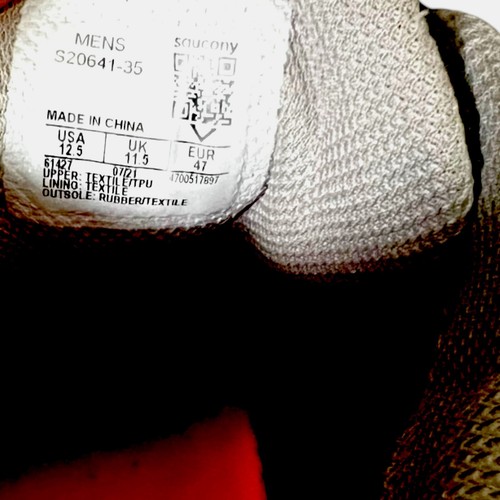 MENS
saucony
S20641-35
MADE IN CHINA
USA UK EUR
12.5 11.5 47
61427 07/21 4700517697
UPPER: TEXTILE/TPU
LINING: TEXTILE
OUTSOLE: RUBBER/TEXTILE